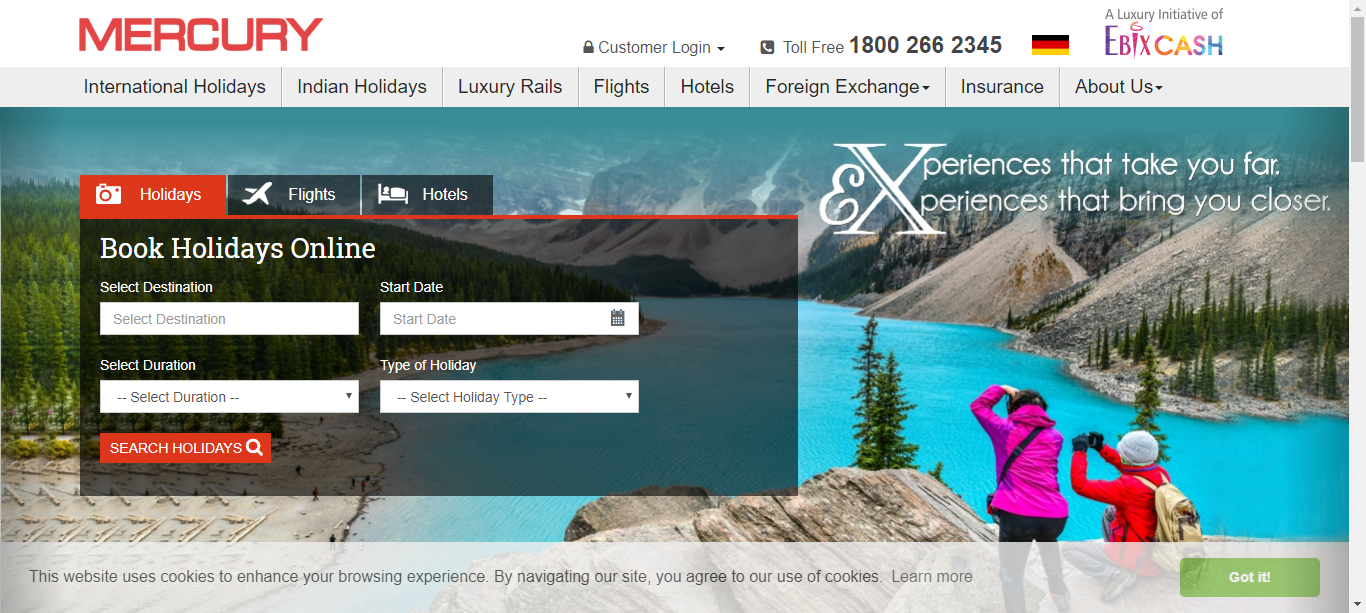 MERCURY
Customer Login
Toll Free 1800 266 2345
A Luxury Initiative of
EBIXCASH
International Holidays
Indian Holidays
Luxury Rails
Flights
Hotels
Foreign Exchange
Insurance
About Us
Experiences that take you far.
Experiences that bring you closer.
Holidays
Flights
Hotels
Book Holidays Online
Select Destination
Start Date
Select Destination
Start Date
Select Duration
Type of Holiday
-- Select Duration --
-- Select Holiday Type --
SEARCH HOLIDAYS
This website uses cookies to enhance your browsing experience. By navigating our site, you agree to our use of cookies. Learn more
Got it!